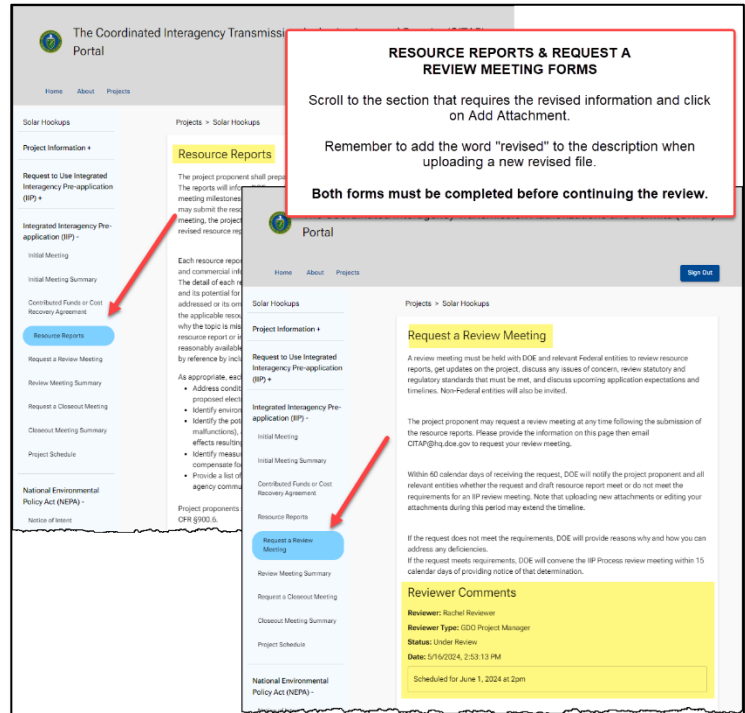 The Coordinated Interagency Transmission
Portal
Home About Projects
RESOURCE REPORTS & REQUEST A
REVIEW MEETING FORMS
Scroll to the section that requires the revised information and click
on Add Attachment.
Remember to add the word "revised" to the description when
uploading a new revised file.
Both forms must be completed before continuing the review.
Solar Hookups
Project Information +
Request to Use Integrated
Interagency Pre-application
(IIP) +
Integrated Interagency Pre-
application (IIP) -
Initial Meeting
Initial Meeting Summary
Contributed Funds or Cost
Recovery Agreement
Resource Reports
Request a Review Meeting
Review Meeting Summary
Request a Closeout Meeting
Closeout Meeting Summary
Project Schedule
National Environmental
Policy Act (NEPA) -
Notice of Intent
Projects > Solar Hookups
Resource Reports
The project proponent shall
The reports will
meeting milestones
may submit the
meeting, the
revised resource
Each resource
and commercial
The detail of each
and its potential for
addressed or its
the applicable
why the topic is
resource report or
reasonably available
by reference by
As appropriate,
• Address
proposed
• Identify
• Identify the
malfunctions),
effects resulting
• Identify
compensate
• Provide a list of
agency
Project proponents
CFR §900.6.
Portal
Home About Projects
Sign Out
Solar Hookups
Project Information +
Request to Use Integrated
Interagency Pre-application
(IIP) +
Integrated Interagency Pre-
application (IIP) -
Initial Meeting
Initial Meeting Summary
Contributed Funds or Cost
Recovery Agreement
Resource Reports
Request a Review
Meeting
Review Meeting Summary
Request a Closeout Meeting
Closeout Meeting Summary
Project Schedule
National Environmental
Policy Act (NEPA) -
Projects > Solar Hookups
Request a Review Meeting
A review meeting must be held with DOE and relevant Federal entities to review resource
reports, get updates on the project, discuss any issues of concern, review statutory and
regulatory standards that must be met, and discuss upcoming application expectations and
timelines. Non-Federal entities will also be invited.
The project proponent may request a review meeting at any time following the submission of
the resource reports. Please provide the information on this page then email
CITAP@hq.doe.gov to request your review meeting.
Within 60 calendar days of receiving the request, DOE will notify the project proponent and all
relevant entities whether the request and draft resource report meet or do not meet the
requirements for an IIP review meeting. Note that uploading new attachments or editing your
attachments during this period may extend the timeline.
If the request does not meet the requirements, DOE will provide reasons why and how you can
address any deficiencies.
If the request meets requirements, DOE will convene the IIP Process review meeting within 15
calendar days of providing notice of that determination.
Reviewer Comments
Reviewer: Rachel Reviewer
Reviewer Type: GDO Project Manager
Status: Under Review
Date: 5/16/2024, 2:53:13 PM
Scheduled for June 1, 2024 at 2pm